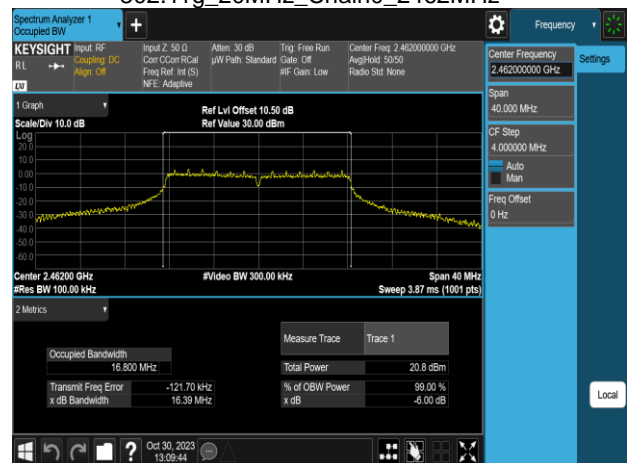 802.11g_20MHz_Chain0_2462MHz
Spectrum Analyzer 1
Occupied BW
Frequency
KEYSIGHT
Input: RF
Coupling: DC
Align: Off
RL
LXI
Input Z: 50 Ω
Corr CCorr RCal
Freq Ref: Int (S)
NFE: Adaptive
Atten: 30 dB
µW Path: Standard
Trig: Free Run
Gate: Off
#IF Gain: Low
Center Freq: 2.462000000 GHz
Avg|Hold: 50/50
Radio Std: None
Center Frequency
2.462000000 GHz
Settings
Span
40.000 MHz
CF Step
4.000000 MHz
Auto
Man
Freq Offset
0 Hz
1 Graph
Scale/Div 10.0 dB
Ref Lvl Offset 10.50 dB
Ref Value 30.00 dBm
Log
20.0
10.0
0.00
-10.0
-20.0
-30.0
-40.0
-50.0
-60.0
Center 2.46200 GHz
#Video BW 300.00 kHz
Span 40 MHz
#Res BW 100.00 kHz
Sweep 3.87 ms (1001 pts)
2 Metrics
Measure Trace Trace 1
Occupied Bandwidth
16.800 MHz
Total Power 20.8 dBm
Transmit Freq Error -121.70 kHz
% of OBW Power 99.00 %
x dB Bandwidth 16.39 MHz
x dB -6.00 dB
Local
Oct 30, 2023
13:09:44